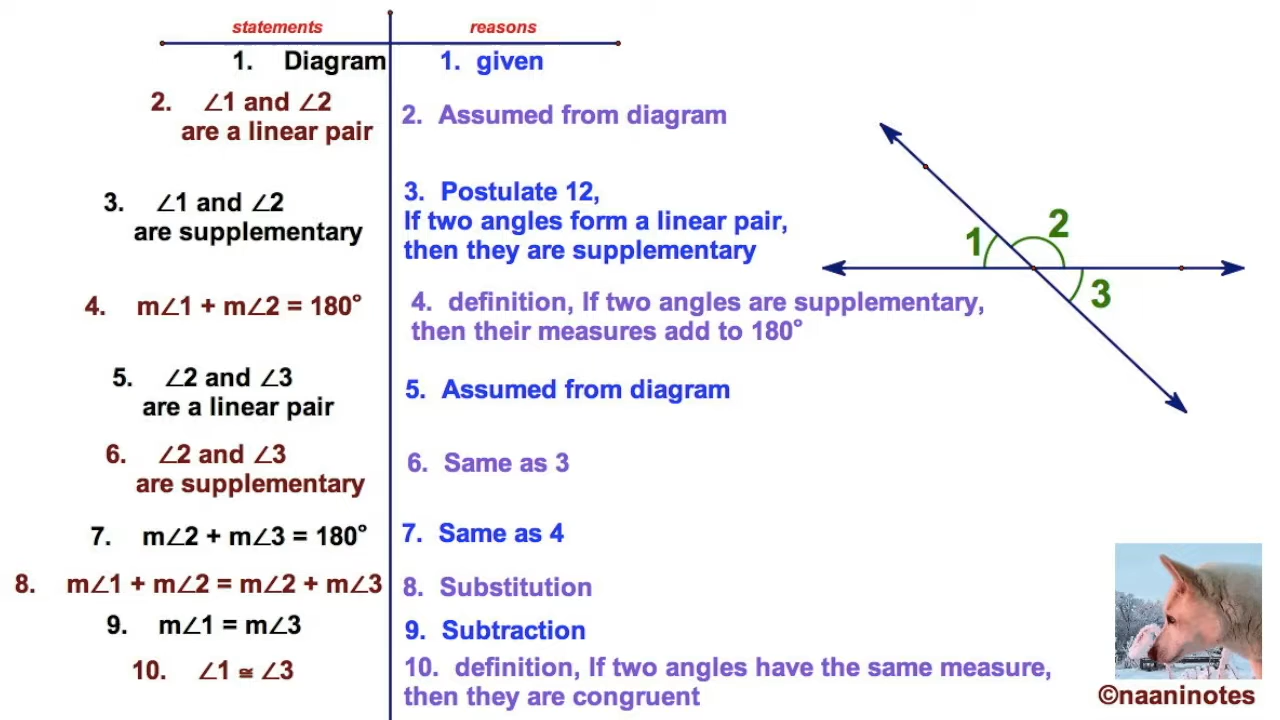 statements reasons
1. Diagram 1. given
2. ∠1 and ∠2
are a linear pair
2. Assumed from diagram
3. ∠1 and ∠2
are supplementary
3. Postulate 12,
If two angles form a linear pair,
then they are supplementary
4. m∠1 + m∠2 = 180°
4. definition, If two angles are supplementary,
then their measures add to 180°
5. ∠2 and ∠3
are a linear pair
5. Assumed from diagram
6. ∠2 and ∠3
are supplementary
6. Same as 3
7. m∠2 + m∠3 = 180°
7. Same as 4
8. m∠1 + m∠2 = m∠2 + m∠3
8. Substitution
9. m∠1 = m∠3
9. Subtraction
10. ∠1 ≅ ∠3
10. definition, If two angles have the same measure,
then they are congruent
1
2
3
©naaninotes